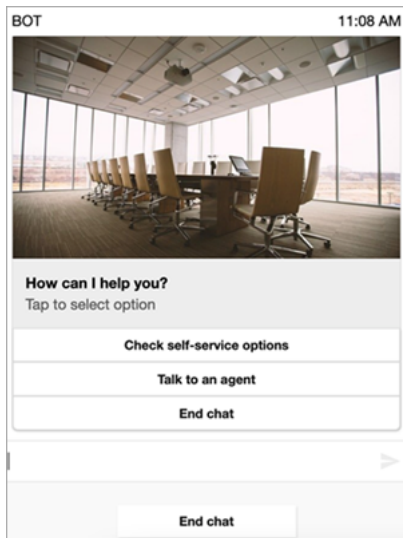 BOT 11:08 AM
How can I help you?
Tap to select option
Check self-service options
Talk to an agent
End chat
End chat